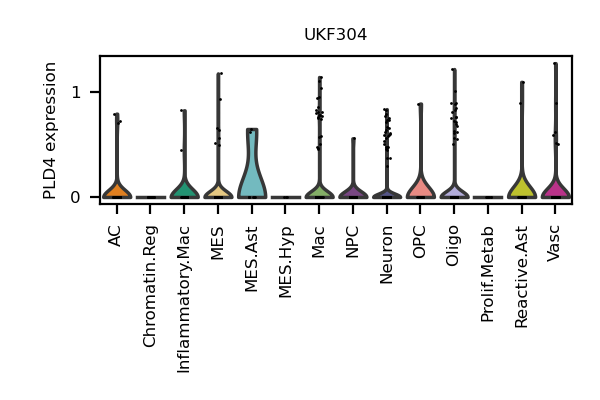 UKF304
PLD4 expression
1
0
AC
Chromatin.Reg
Inflammatory.Mac
MES
MES.Ast
MES.Hyp
Mac
NPC
Neuron
OPC
Oligo
Prolif.Metab
Reactive.Ast
Vasc